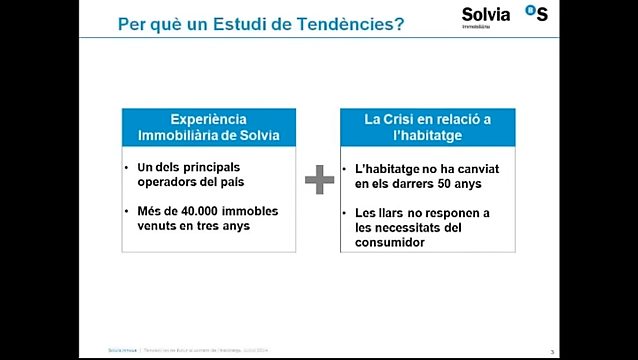 Per què un Estudi de Tendències?
Solvia
Immobiliària
B S
Experiència
Immobiliària de Solvia
• Un dels principals
operadors del país
• Més de 40.000 immobles
venuts en tres anys
+
La Crisi en relació a
l'habitatge
• L'habitatge no ha canviat
en els darrers 50 anys
• Les llars no responen a
les necessitats del
consumidor
3